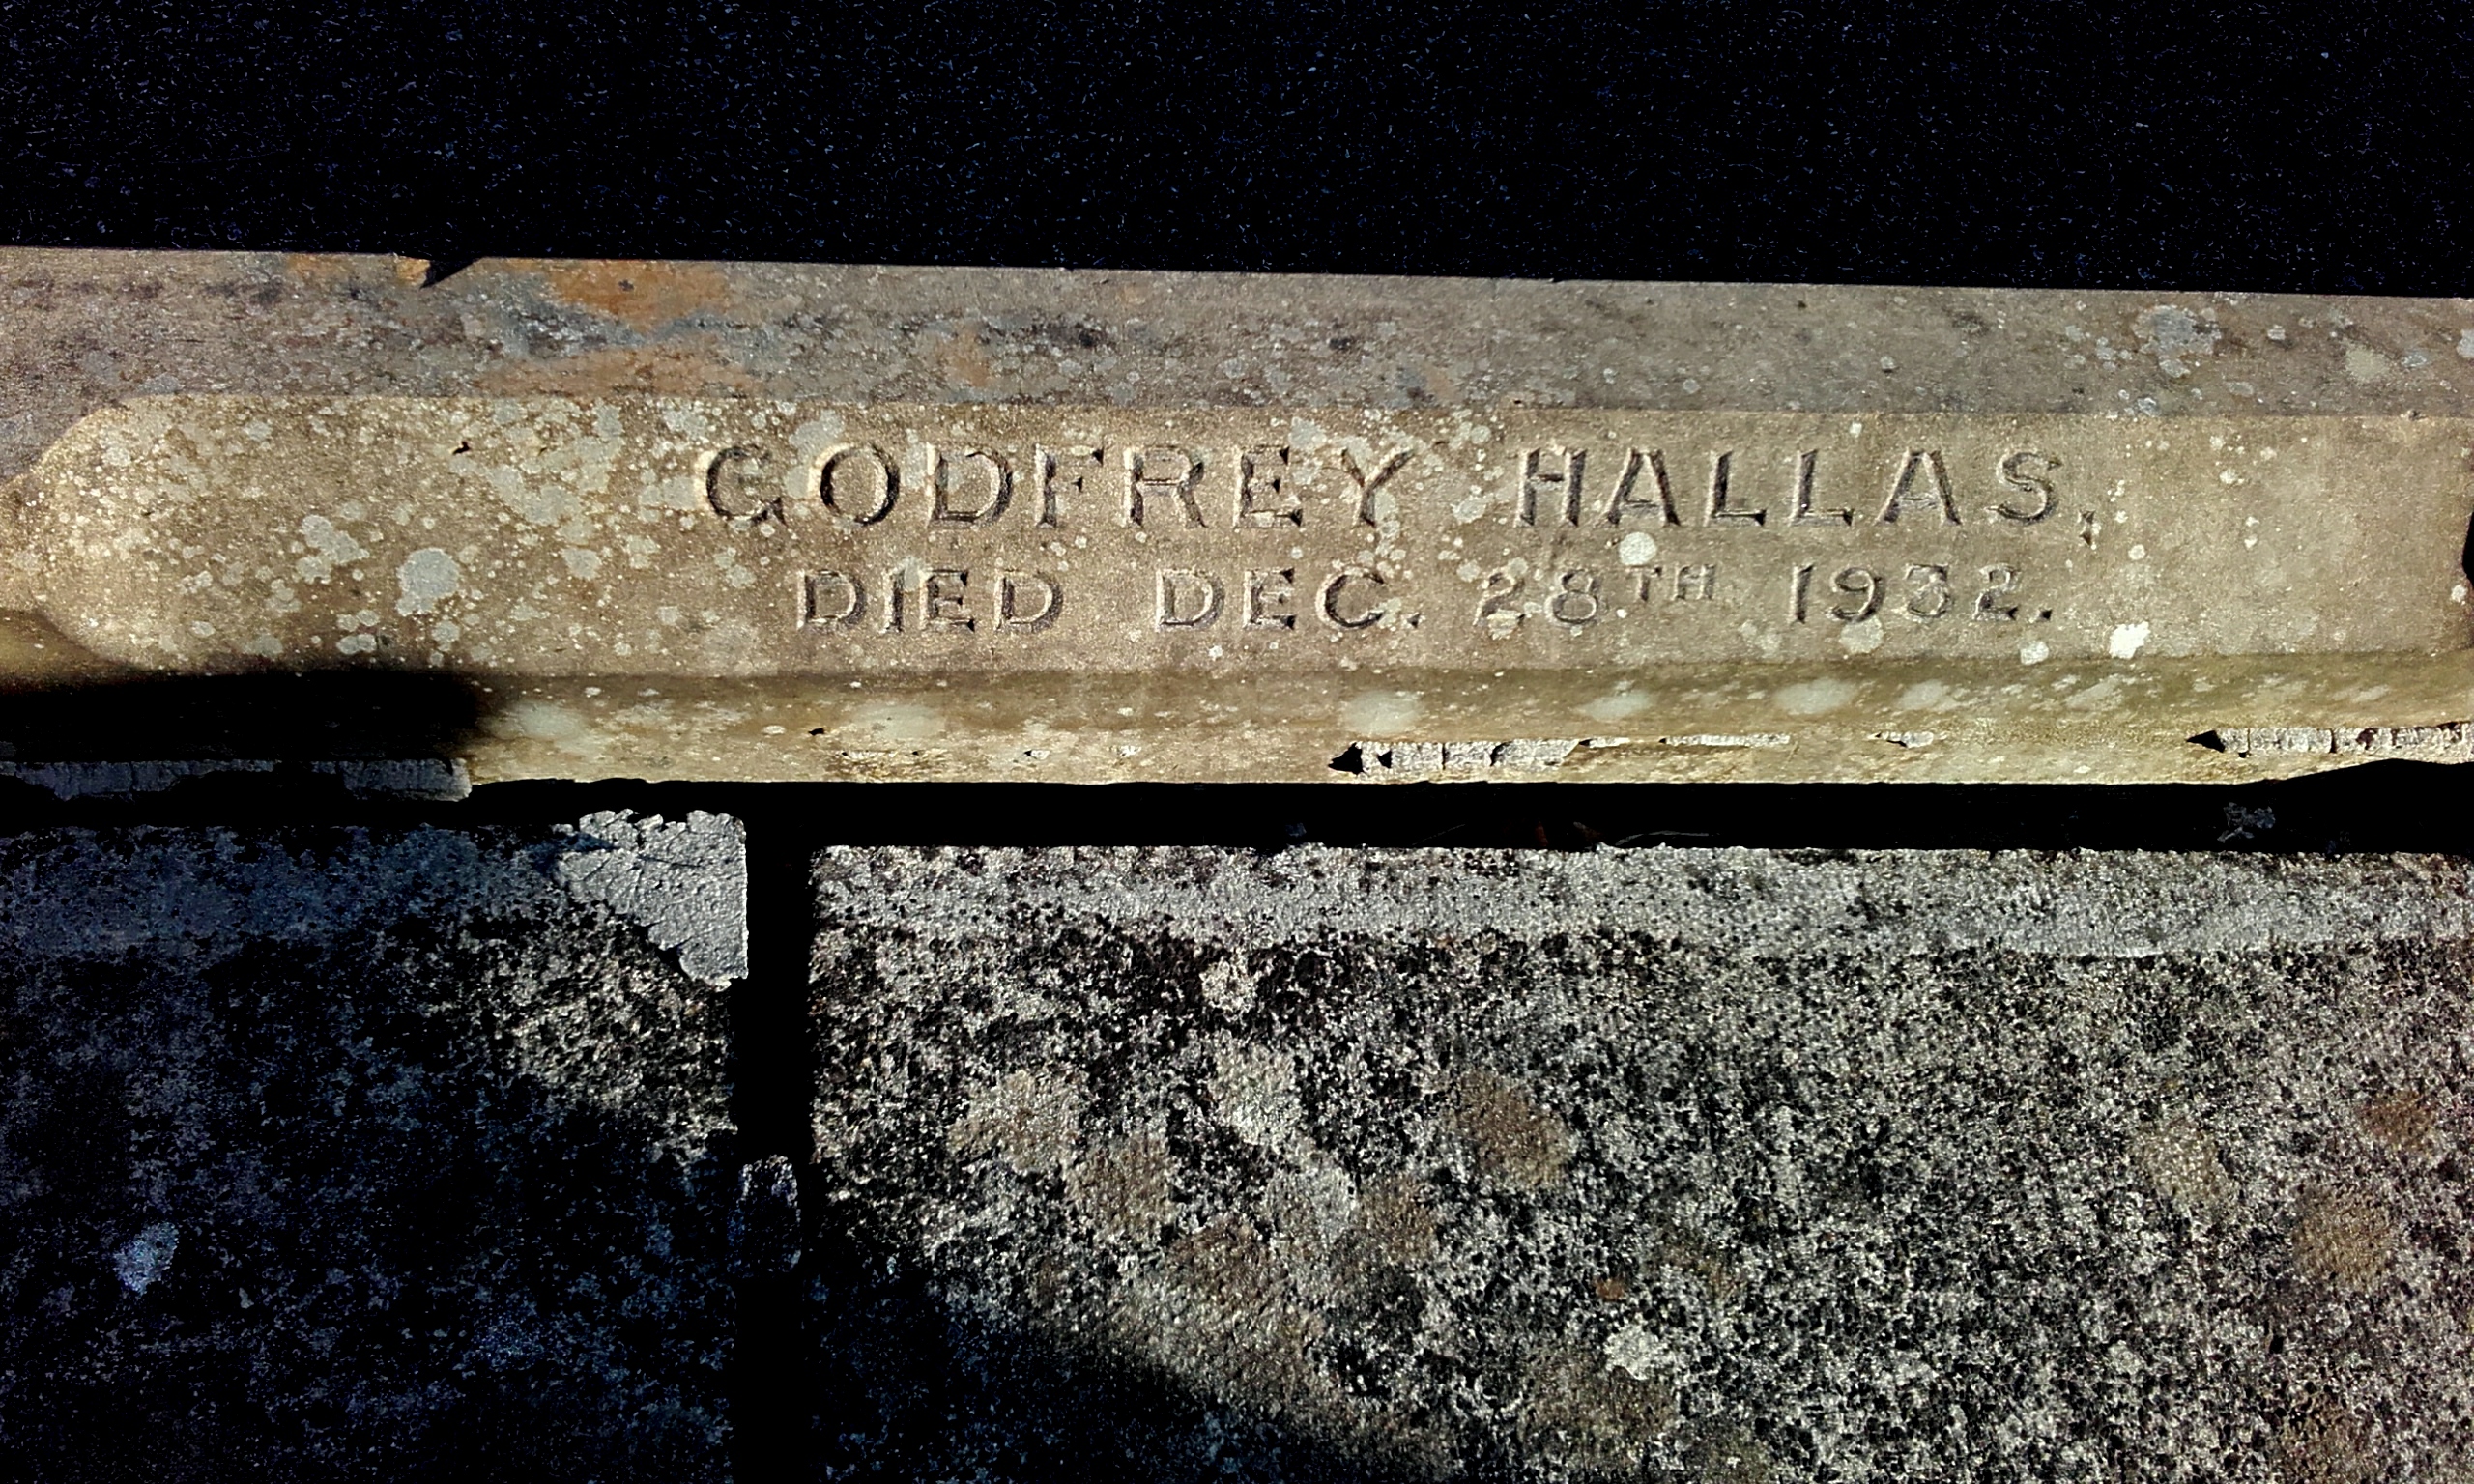 GODFREY HALLAS,
DIED DEC. 28TH 1932.